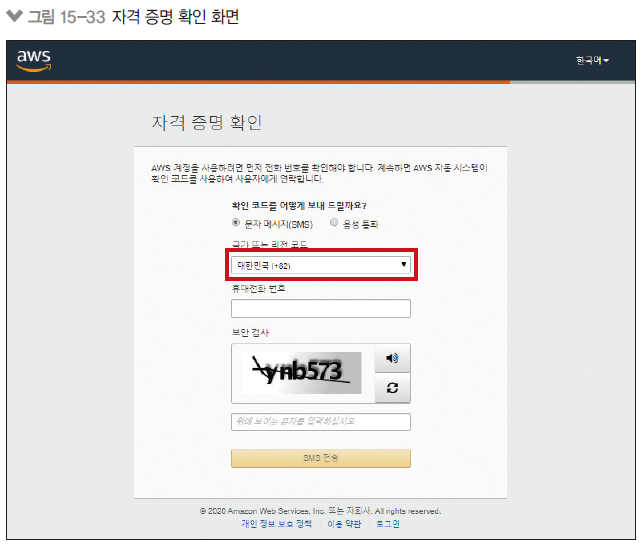 그림 15-33 자격 증명 확인 화면
aws
한국어
자격 증명 확인
AWS 계정을 사용하려면 먼저 전화 번호를 확인해야 합니다. 계속하면 AWS 자동 시스템이
확인 코드를 사용하여 사용자에게 연락합니다.
확인 코드를 어떻게 보내 드릴까요?
문자 메시지(SMS) 음성 통화
국가 또는 리전 코드
대한민국 (+82)
휴대전화 번호
보안 검사
ynb573
위에 보이는 문자를 입력하십시오.
SMS 전송
© 2020 Amazon Web Services, Inc. 또는 자회사. All rights reserved.
개인 정보 보호 정책 | 이용 약관 | 로그인